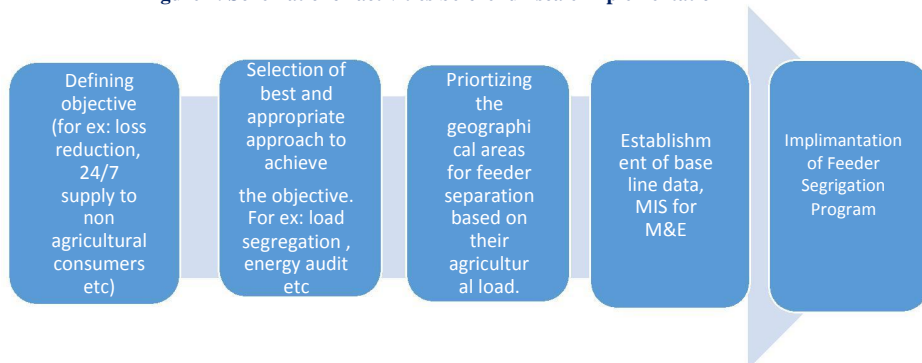 Defining
objective
(for ex: loss
reduction,
24/7
supply to
non
agricultural
consumers
etc)
Selection of
best and
appropriate
approach to
achieve
the objective.
For ex: load
segregation ,
energy audit
etc
Priortizing
the
geographi
cal areas
for feeder
separation
based on
their
agricultur
al load.
Establishm
ent of base
line data,
MIS for
M&E
Implimantation
of Feeder
Segrigation
Program